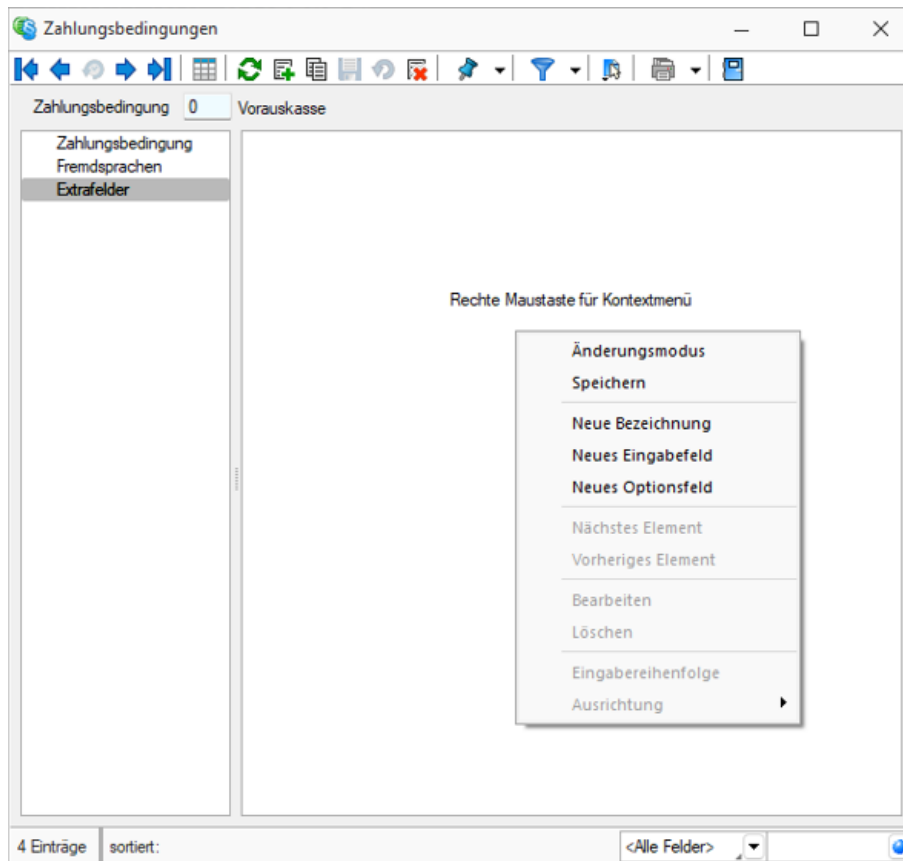 Zahlungsbedingungen
Zahlungsbedingung 0 Vorauskasse
Zahlungsbedingung
Fremdsprachen
Extrafelder
Rechte Maustaste für Kontextmenü
Änderungsmodus
Speichern
Neue Bezeichnung
Neues Eingabefeld
Neues Optionsfeld
Nächstes Element
Vorheriges Element
Bearbeiten
Löschen
Eingabereihenfolge
Ausrichtung
4 Einträge sortiert: <Alle Felder>